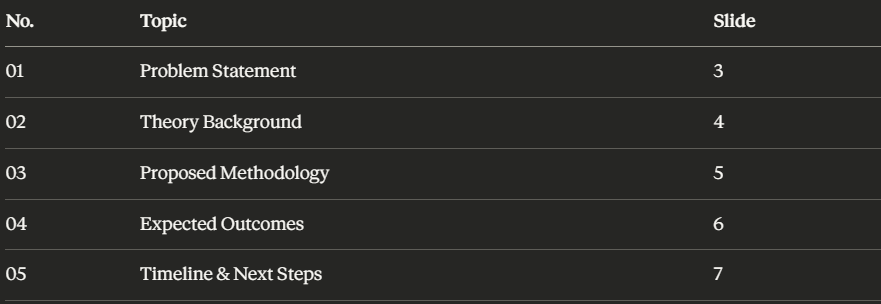 No. Topic Slide
01 Problem Statement 3
02 Theory Background 4
03 Proposed Methodology 5
04 Expected Outcomes 6
05 Timeline & Next Steps 7